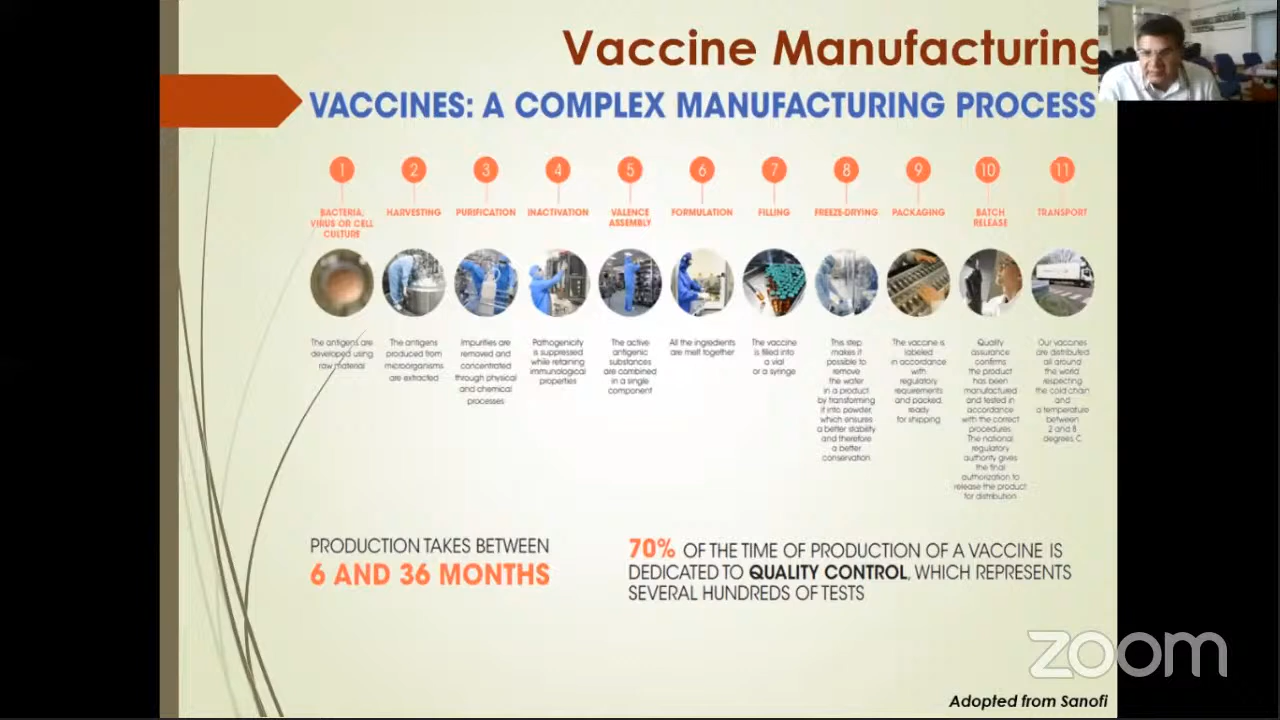 Vaccine Manufacturing
VACCINES: A COMPLEX MANUFACTURING PROCESS
1
BACTERIA,
VIRUS OR CELL
CULTURE
The antigens are
developed using
raw material
2
HARVESTING
The antigens
produced from
microorganisms
are extracted
3
PURIFICATION
Impurities are
removed and
concentrated
through physical
and chemical
processes
4
INACTIVATION
Pathogenicity
is suppressed
while retaining
immunological
properties
5
VALENCE
ASSEMBLY
The active
antigenic
substances
are combined
in a single
component
6
FORMULATION
All the ingredients
are melt together
7
FILLING
The vaccine
is filled into
a vial
or a syringe
8
FREEZE-DRYING
This step
makes it
possible to
remove
the water
in a product
by transforming
it into powder,
which ensures
a better stability
and therefore
a better
conservation
9
PACKAGING
The vaccine is
labeled
in accordance
with
regulatory
requirements
and packed,
ready
for shipping
10
BATCH
RELEASE
Quality
assurance
confirms
the product
has been
manufactured
and tested in
accordance
with the correct
procedures.
The national
regulatory
authority gives
the final
authorization to
release the product
for distribution
11
TRANSPORT
Our vaccines
are distributed
all around
the world
respecting
the cold chain
and
a temperature
between
2 and 8
degrees C
PRODUCTION TAKES BETWEEN
6 AND 36 MONTHS
70% OF THE TIME OF PRODUCTION OF A VACCINE IS
DEDICATED TO QUALITY CONTROL, WHICH REPRESENTS
SEVERAL HUNDREDS OF TESTS
zoom
Adopted from Sanofi